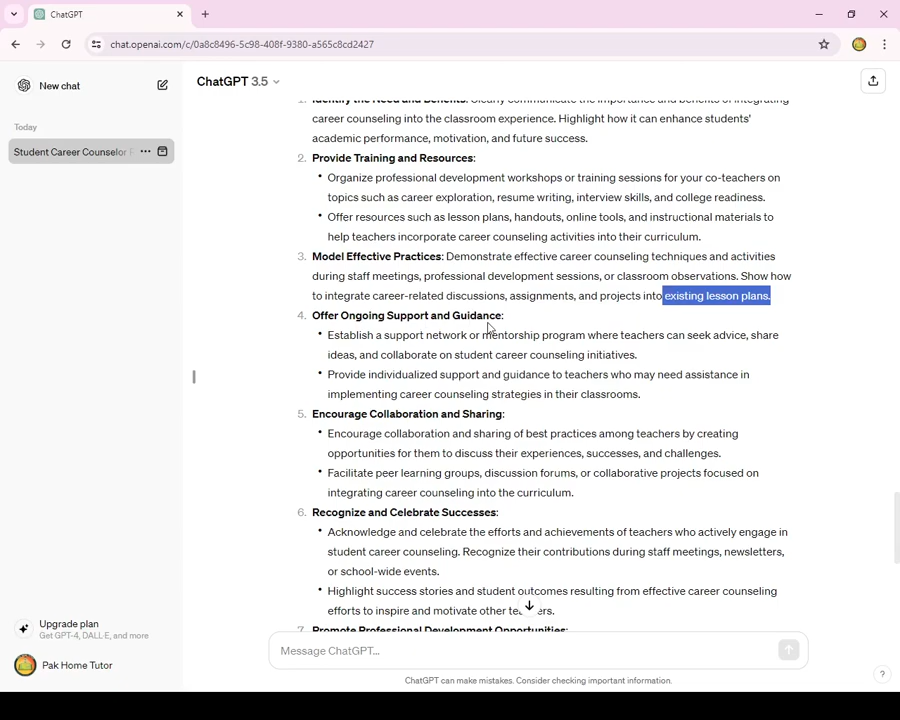 ChatGPT
chat.openai.com/c/0a8c8496-5c98-408f-9380-a565c8cd2427
New chat
ChatGPT 3.5
Today
Student Career Counselor
1. Identify the Need and Benefits: Clearly communicate the importance and benefits of integrating
career counseling into the classroom experience. Highlight how it can enhance students'
academic performance, motivation, and future success.
2. Provide Training and Resources:
• Organize professional development workshops or training sessions for your co-teachers on
topics such as career exploration, resume writing, interview skills, and college readiness.
• Offer resources such as lesson plans, handouts, online tools, and instructional materials to
help teachers incorporate career counseling activities into their curriculum.
3. Model Effective Practices: Demonstrate effective career counseling techniques and activities
during staff meetings, professional development sessions, or classroom observations. Show how
to integrate career-related discussions, assignments, and projects into existing lesson plans.
4. Offer Ongoing Support and Guidance:
• Establish a support network or mentorship program where teachers can seek advice, share
ideas, and collaborate on student career counseling initiatives.
• Provide individualized support and guidance to teachers who may need assistance in
implementing career counseling strategies in their classrooms.
5. Encourage Collaboration and Sharing:
• Encourage collaboration and sharing of best practices among teachers by creating
opportunities for them to discuss their experiences, successes, and challenges.
• Facilitate peer learning groups, discussion forums, or collaborative projects focused on
integrating career counseling into the curriculum.
6. Recognize and Celebrate Successes:
• Acknowledge and celebrate the efforts and achievements of teachers who actively engage in
student career counseling. Recognize their contributions during staff meetings, newsletters,
or school-wide events.
• Highlight success stories and student outcomes resulting from effective career counseling
efforts to inspire and motivate other teachers.
7. Promote Professional Development Opportunities:
Upgrade plan
Get GPT-4, DALL·E, and more
Pak Home Tutor
Message ChatGPT...
ChatGPT can make mistakes. Consider checking important information.
?